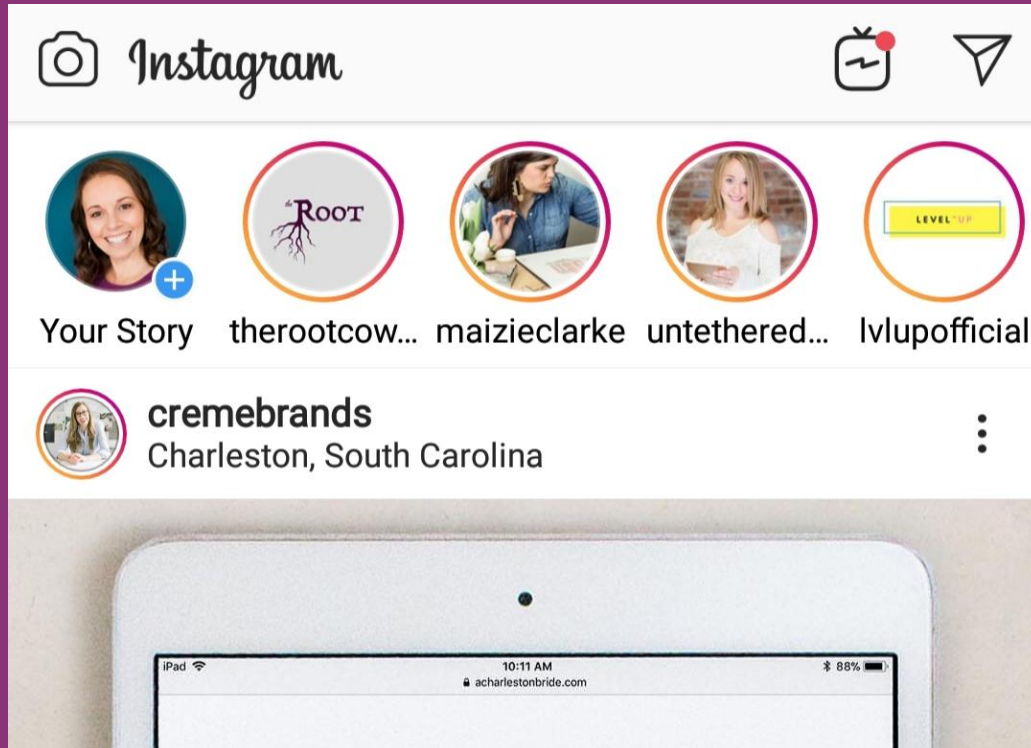 Instagram
the ROOT
LEVEL UP
Your Story therootcow... maizieclarke untethered... lvlupofficial
cremebrands
Charleston, South Carolina
iPad 10:11 AM 88%
acharlestonbride.com